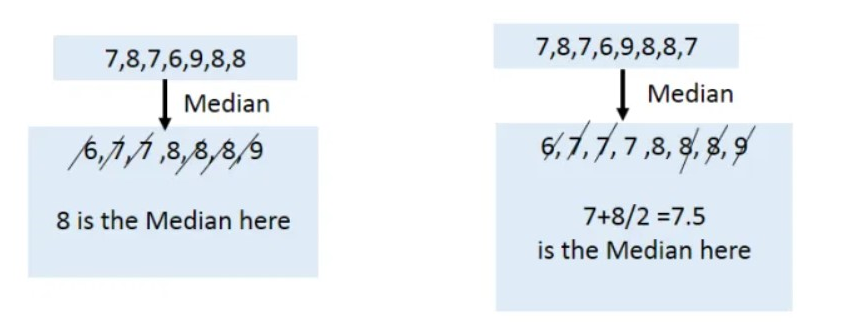 7,8,7,6,9,8,8
Median
6,7,7,8,8,8,9
8 is the Median here
7,8,7,6,9,8,8,7
Median
6,7,7,7,8,8,8,9
7+8/2 =7.5
is the Median here